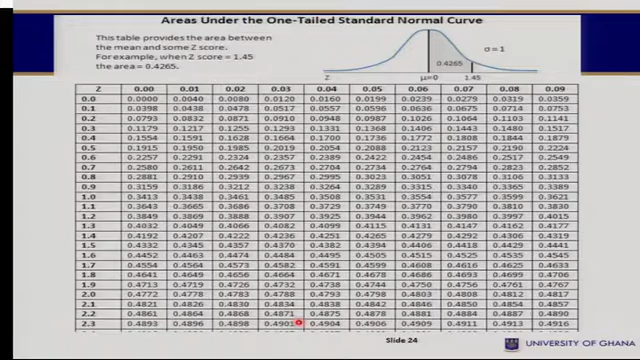 Areas Under the One-Tailed Standard Normal Curve
This table provides the area between
the mean and some Z score.
For example, when Z score = 1.45
the area = 0.4265.
σ = 1
0.4265
Z
μ=0
1.45
Z 0.00 0.01 0.02 0.03 0.04 0.05 0.06 0.07 0.08 0.09
0.0 0.0000 0.0040 0.0080 0.0120 0.0160 0.0199 0.0239 0.0279 0.0319 0.0359
0.1 0.0398 0.0438 0.0478 0.0517 0.0557 0.0596 0.0636 0.0675 0.0714 0.0753
0.2 0.0793 0.0832 0.0871 0.0910 0.0948 0.0987 0.1026 0.1064 0.1103 0.1141
0.3 0.1179 0.1217 0.1255 0.1293 0.1331 0.1368 0.1406 0.1443 0.1480 0.1517
0.4 0.1554 0.1591 0.1628 0.1664 0.1700 0.1736 0.1772 0.1808 0.1844 0.1879
0.5 0.1915 0.1950 0.1985 0.2019 0.2054 0.2088 0.2123 0.2157 0.2190 0.2224
0.6 0.2257 0.2291 0.2324 0.2357 0.2389 0.2422 0.2454 0.2486 0.2517 0.2549
0.7 0.2580 0.2611 0.2642 0.2673 0.2704 0.2734 0.2764 0.2794 0.2823 0.2852
0.8 0.2881 0.2910 0.2939 0.2967 0.2995 0.3023 0.3051 0.3078 0.3106 0.3133
0.9 0.3159 0.3186 0.3212 0.3238 0.3264 0.3289 0.3315 0.3340 0.3365 0.3389
1.0 0.3413 0.3438 0.3461 0.3485 0.3508 0.3531 0.3554 0.3577 0.3599 0.3621
1.1 0.3643 0.3665 0.3686 0.3708 0.3729 0.3749 0.3770 0.3790 0.3810 0.3830
1.2 0.3849 0.3869 0.3888 0.3907 0.3925 0.3944 0.3962 0.3980 0.3997 0.4015
1.3 0.4032 0.4049 0.4066 0.4082 0.4099 0.4115 0.4131 0.4147 0.4162 0.4177
1.4 0.4192 0.4207 0.4222 0.4236 0.4251 0.4265 0.4279 0.4292 0.4306 0.4319
1.5 0.4332 0.4345 0.4357 0.4370 0.4382 0.4394 0.4406 0.4418 0.4429 0.4441
1.6 0.4452 0.4463 0.4474 0.4484 0.4495 0.4505 0.4515 0.4525 0.4535 0.4545
1.7 0.4554 0.4564 0.4573 0.4582 0.4591 0.4599 0.4608 0.4616 0.4625 0.4633
1.8 0.4641 0.4649 0.4656 0.4664 0.4671 0.4678 0.4686 0.4693 0.4699 0.4706
1.9 0.4713 0.4719 0.4726 0.4732 0.4738 0.4744 0.4750 0.4756 0.4761 0.4767
2.0 0.4772 0.4778 0.4783 0.4788 0.4793 0.4798 0.4803 0.4808 0.4812 0.4817
2.1 0.4821 0.4826 0.4830 0.4834 0.4838 0.4842 0.4846 0.4850 0.4854 0.4857
2.2 0.4861 0.4864 0.4868 0.4871 0.4875 0.4878 0.4881 0.4884 0.4887 0.4890
2.3 0.4893 0.4896 0.4898 0.4901 0.4904 0.4906 0.4909 0.4911 0.4913 0.4916
Slide 24
UNIVERSITY OF GHANA